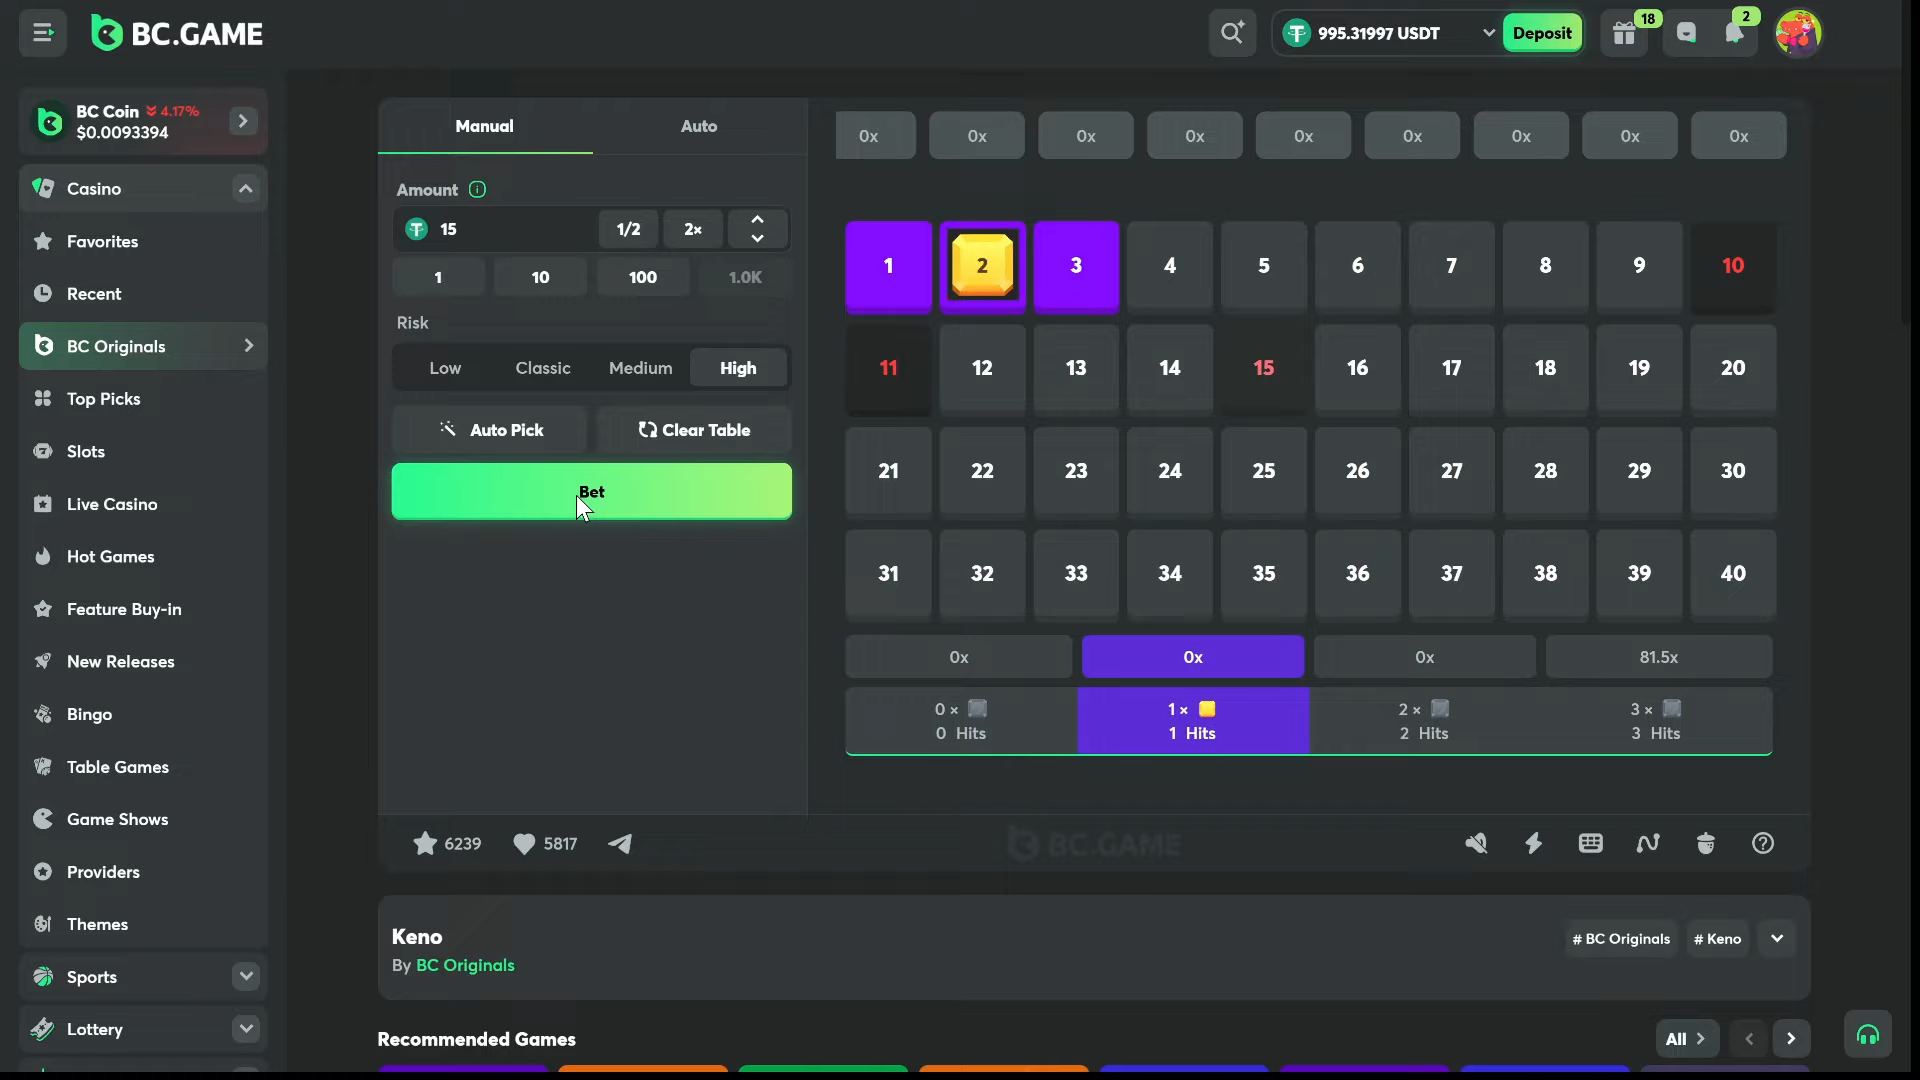 BC.GAME
995.31997 USDT
Deposit
18
2
BC Coin 4.17%
$0.0093394
Casino
Favorites
Recent
BC Originals
Top Picks
Slots
Live Casino
Hot Games
Feature Buy-in
New Releases
Bingo
Table Games
Game Shows
Providers
Themes
Sports
Lottery
Manual Auto
Amount
15 1/2 2×
1 10 100 1.0K
Risk
Low Classic Medium High
Auto Pick Clear Table
Bet
0x 0x 0x 0x 0x 0x 0x 0x 0x
1 2 3 4 5 6 7 8 9 10
11 12 13 14 15 16 17 18 19 20
21 22 23 24 25 26 27 28 29 30
31 32 33 34 35 36 37 38 39 40
0x 0x 0x 81.5x
0 × 1 × 2 × 3 ×
0 Hits 1 Hits 2 Hits 3 Hits
6239 5817
BC.GAME
Keno
By BC Originals
# BC Originals # Keno
Recommended Games
All